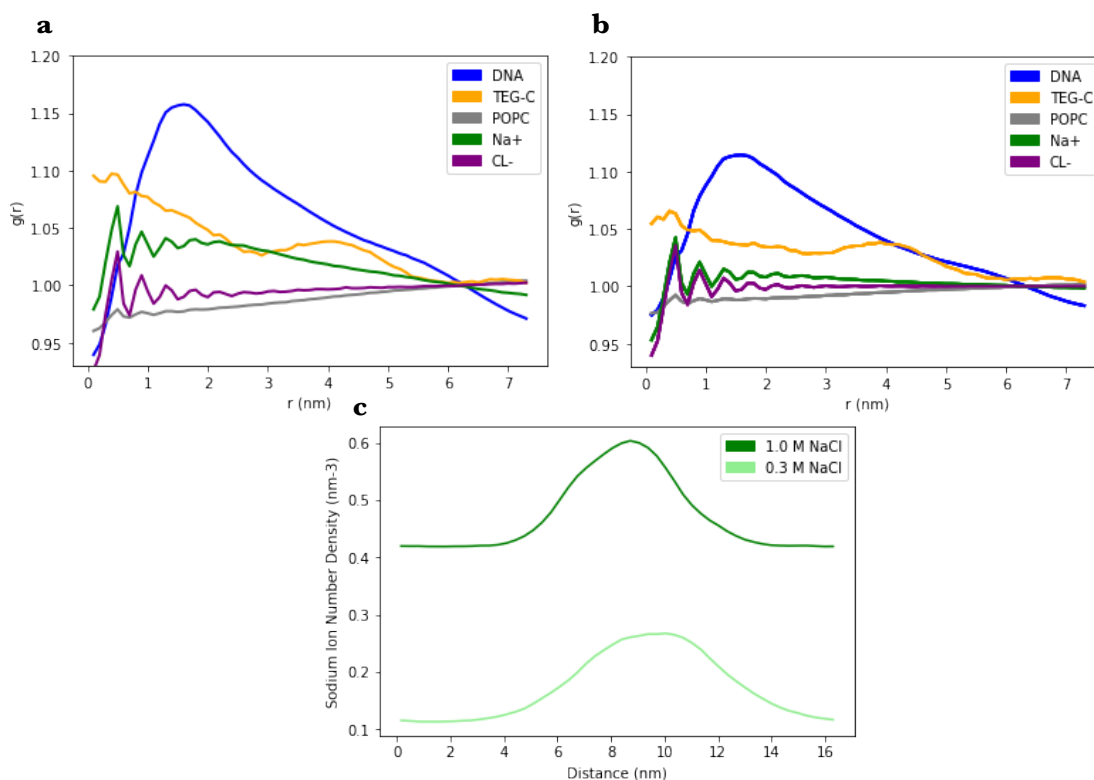 a
1.20
1.15
1.10
1.05
1.00
0.95
g(r)
0 1 2 3 4 5 6 7
r (nm)
DNA
TEG-C
POPC
Na+
CL-
b
1.20
1.15
1.10
1.05
1.00
0.95
g(r)
0 1 2 3 4 5 6 7
r (nm)
DNA
TEG-C
POPC
Na+
CL-
c
0.6
0.5
0.4
0.3
0.2
0.1
Sodium Ion Number Density (nm-3)
0 2 4 6 8 10 12 14 16
Distance (nm)
1.0 M NaCl
0.3 M NaCl